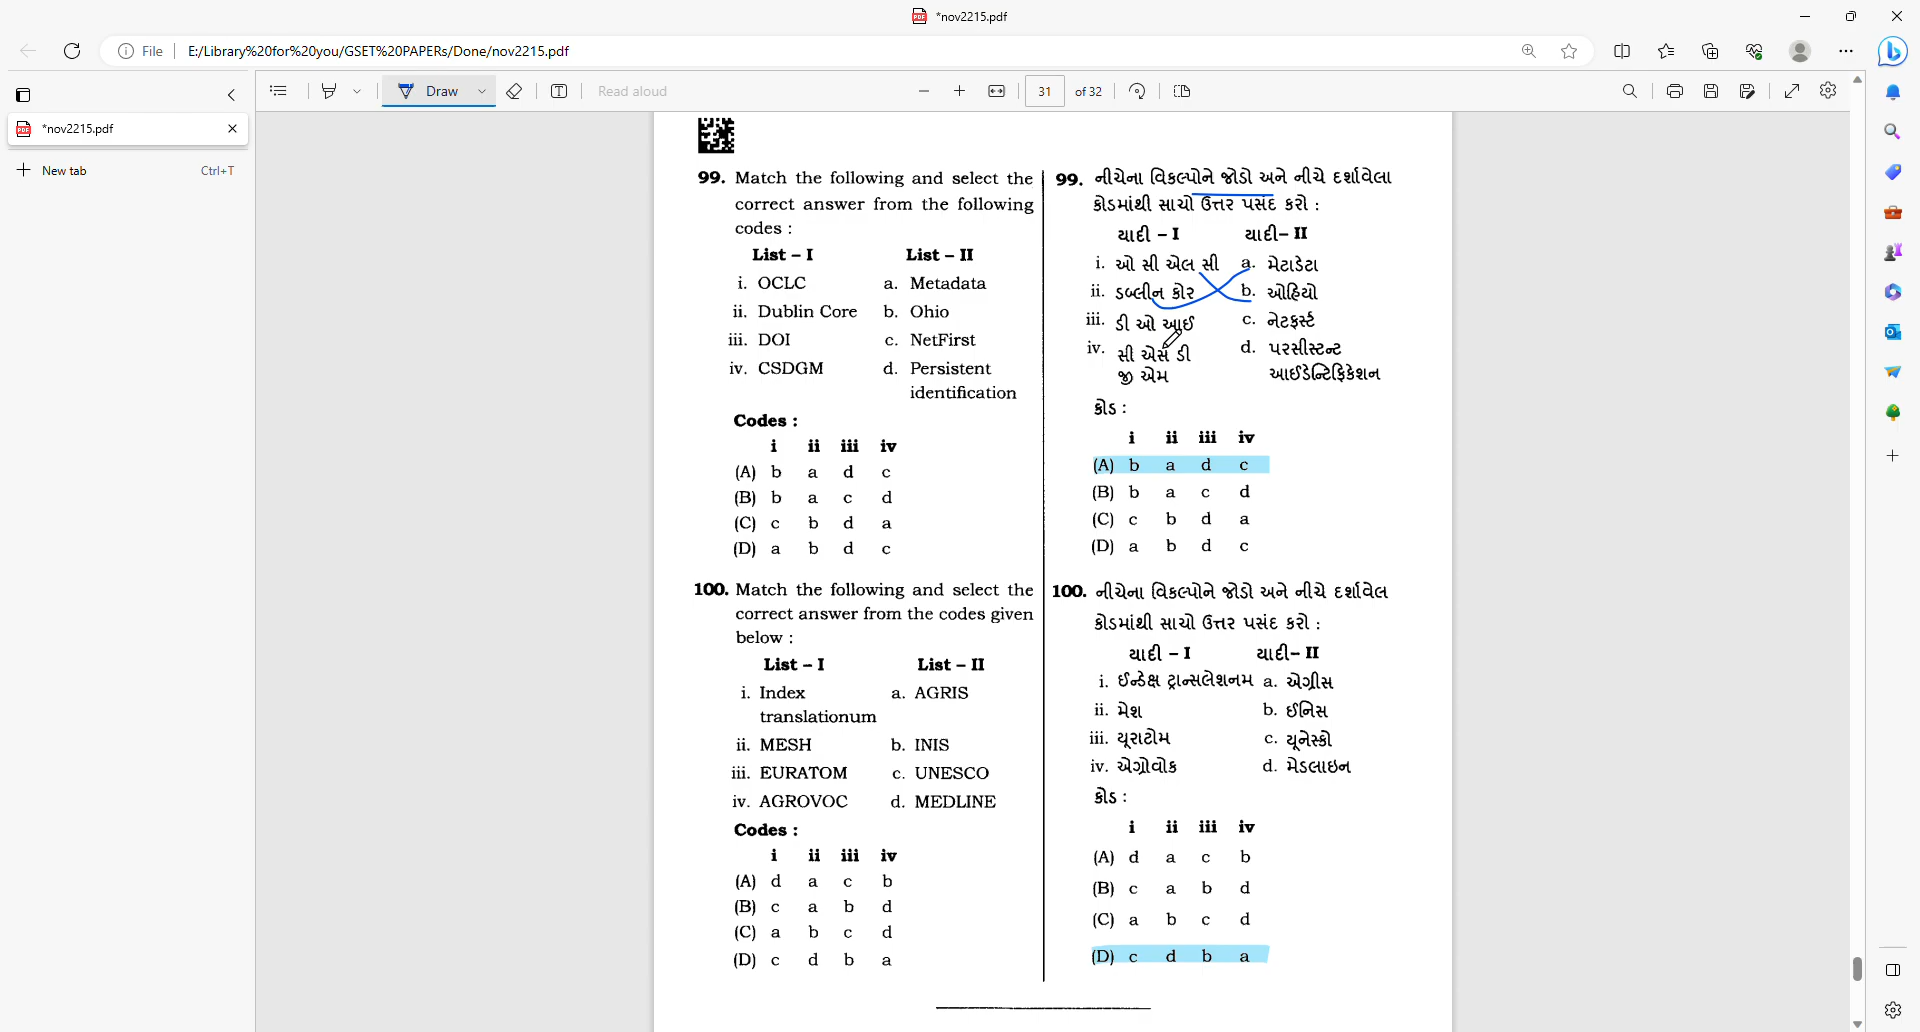 *nov2215.pdf
File
E:/Library%20for%20you/GSET%20PAPERs/Done/nov2215.pdf
*nov2215.pdf
New tab
Ctrl+T
Draw
Read aloud
31
of 32
99. Match the following and select the
correct answer from the following
codes :
List – I List – II
i. OCLC a. Metadata
ii. Dublin Core b. Ohio
iii. DOI c. NetFirst
iv. CSDGM d. Persistent
identification
Codes :
i ii iii iv
(A) b a d c
(B) b a c d
(C) c b d a
(D) a b d c
100. Match the following and select the
correct answer from the codes given
below :
List – I List – II
i. Index a. AGRIS
translationum
ii. MESH b. INIS
iii. EURATOM c. UNESCO
iv. AGROVOC d. MEDLINE
Codes :
i ii iii iv
(A) d a c b
(B) c a b d
(C) a b c d
(D) c d b a
99. નીચેના વિકલ્પોને જોડો અને નીચે દર્શાવેલા
કોડમાંથી સાચો ઉત્તર પસંદ કરો :
યાદી – I યાદી– II
i. ઓ સી એલ સી a. મેટાડેટા
ii. ડબ્લીન કોર b. ઓહિયો
iii. ડી ઓ આઈ c. નેટફર્સ્ટ
iv. સી એસ ડી d. પરસીસ્ટન્ટ
જી એમ આઈડેન્ટિફિકેશન
કોડ :
i ii iii iv
(A) b a d c
(B) b a c d
(C) c b d a
(D) a b d c
100. નીચેના વિકલ્પોને જોડો અને નીચે દર્શાવેલ
કોડમાંથી સાચો ઉત્તર પસંદ કરો :
યાદી – I યાદી– II
i. ઈન્ડેક્ષ ટ્રાન્સલેશનમ a. એગ્રીસ
ii. મેશ b. ઈનિસ
iii. યૂરાટોમ c. યૂનેસ્કો
iv. એગ્રોવોક d. મેડલાઇન
કોડ :
i ii iii iv
(A) d a c b
(B) c a b d
(C) a b c d
(D) c d b a